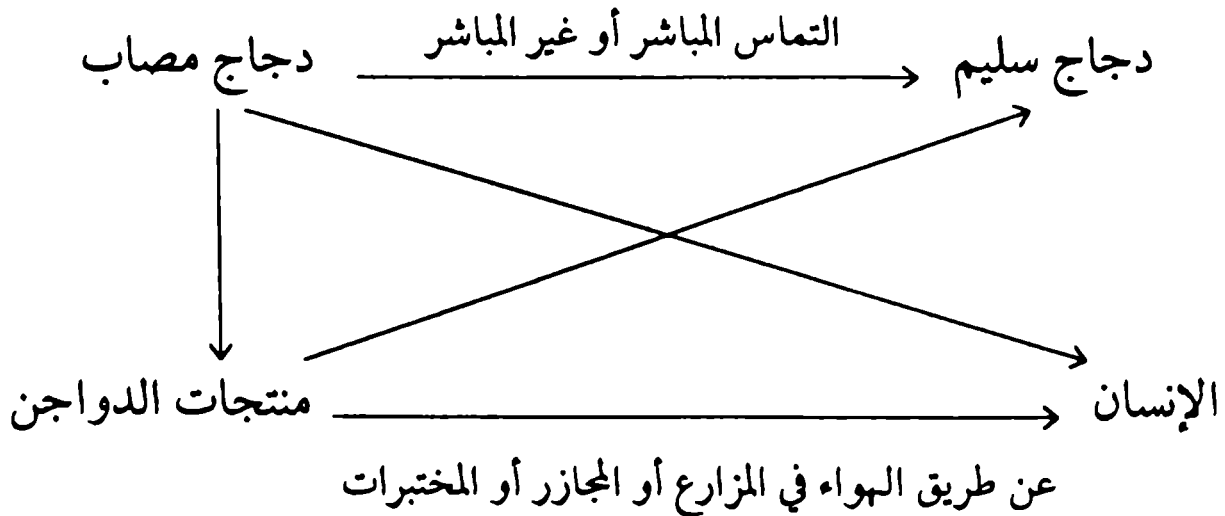 التماس المباشر أو غير المباشر
دجاج سليم
دجاج مصاب
الإنسان
منتجات الدواجن
عن طريق الهواء في المزارع أو المجازر أو المختبرات